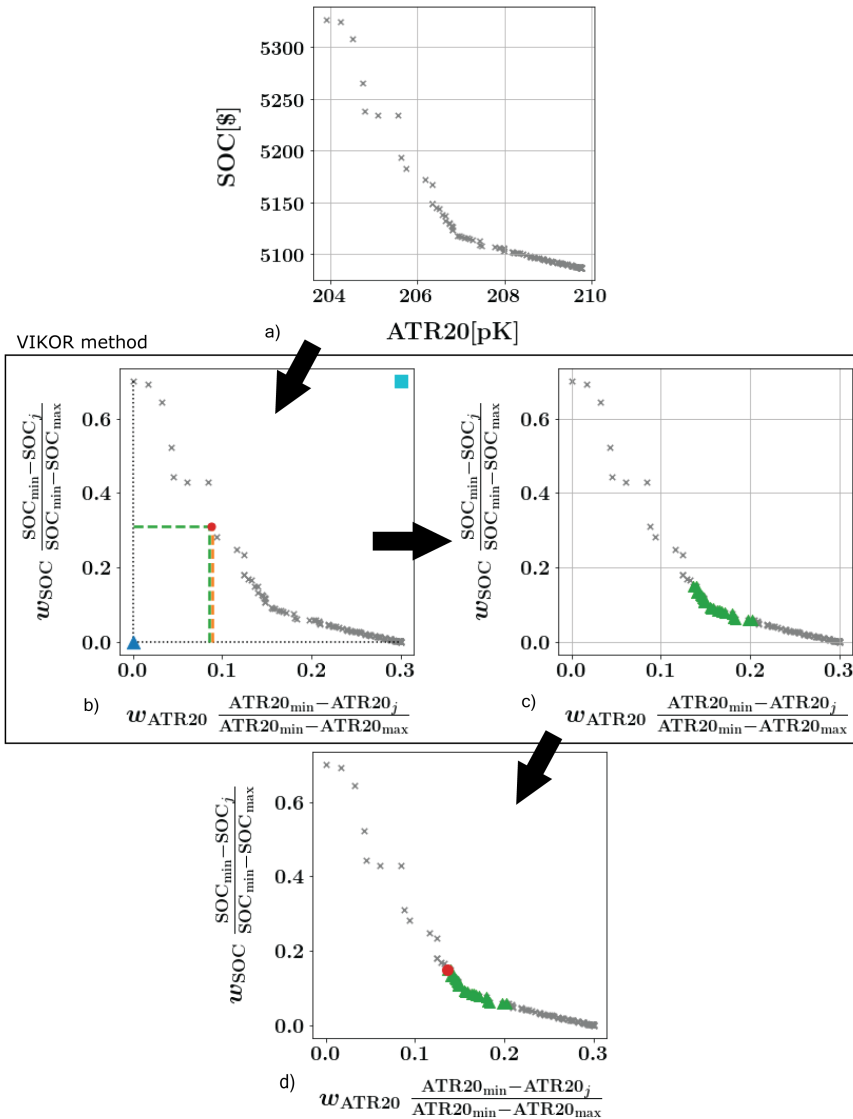 5300
5250
5200
5150
5100
SOC[$]
204 206 208 210
a) ATR20[pK]
VIKOR method
0.6
0.4
0.2
0.0
w_SOC (SOC_min−SOC_j)/(SOC_min−SOC_max)
0.0 0.1 0.2 0.3
b) w_ATR20 (ATR20_min−ATR20_j)/(ATR20_min−ATR20_max)
0.6
0.4
0.2
0.0
w_SOC (SOC_min−SOC_j)/(SOC_min−SOC_max)
0.0 0.1 0.2 0.3
c) w_ATR20 (ATR20_min−ATR20_j)/(ATR20_min−ATR20_max)
0.6
0.4
0.2
0.0
w_SOC (SOC_min−SOC_j)/(SOC_min−SOC_max)
0.0 0.1 0.2 0.3
d) w_ATR20 (ATR20_min−ATR20_j)/(ATR20_min−ATR20_max)